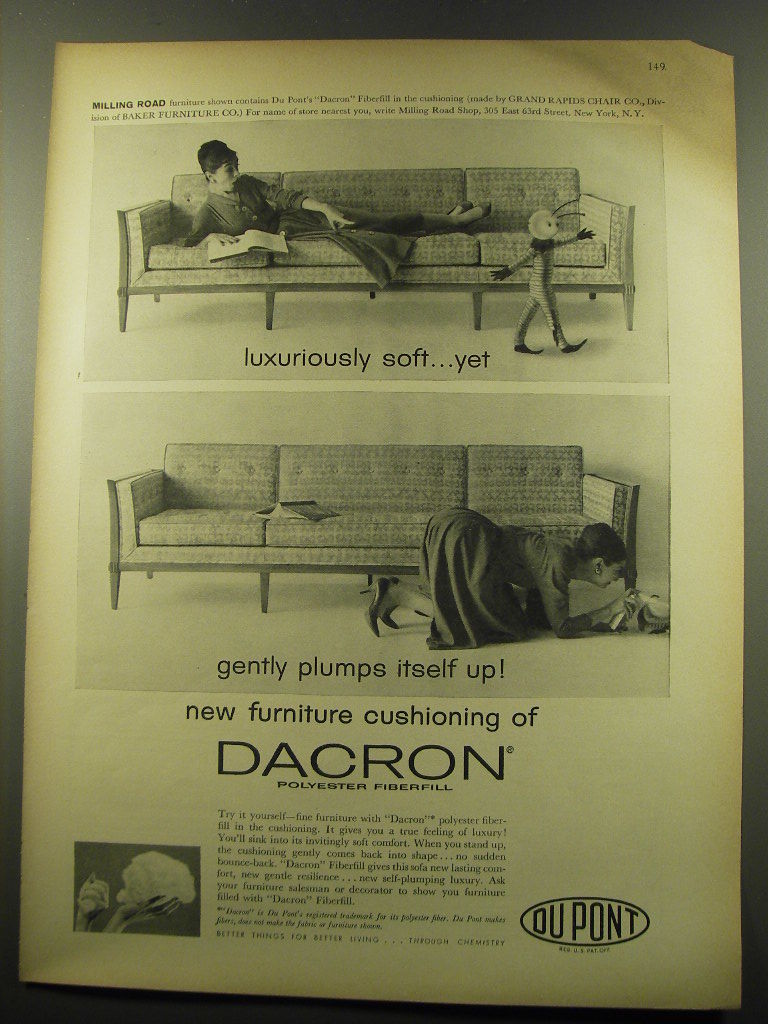 149.
MILLING ROAD furniture shown contains Du Pont's "Dacron" Fiberfill in the cushioning (made by GRAND RAPIDS CHAIR CO., Div-
ision of BAKER FURNITURE CO.) For name of store nearest you, write Milling Road Shop, 305 East 63rd Street, New York, N.Y.
luxuriously soft...yet
gently plumps itself up!
new furniture cushioning of
DACRON®
POLYESTER FIBERFILL
Try it yourself—fine furniture with "Dacron"* polyester fiber-
fill in the cushioning. It gives you a true feeling of luxury!
You'll sink into its invitingly soft comfort. When you stand up,
the cushioning gently comes back into shape...no sudden
bounce-back. "Dacron" Fiberfill gives this sofa new lasting com-
fort, new gentle resilience...new self-plumping luxury. Ask
your furniture salesman or decorator to show you furniture
filled with "Dacron" Fiberfill.
*"Dacron" is Du Pont's registered trademark for its polyester fiber. Du Pont makes
fibers, does not make the fabric or furniture shown.
BETTER THINGS FOR BETTER LIVING...THROUGH CHEMISTRY
DU PONT
REG. U.S. PAT. OFF.